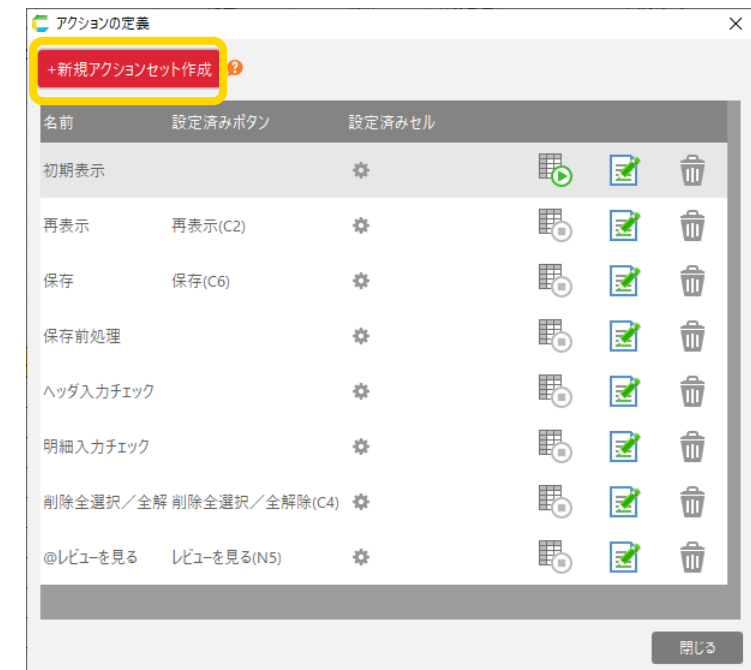 アクションの定義
+新規アクションセット作成
名前 設定済みボタン 設定済みセル
初期表示
再表示 再表示(C2)
保存 保存(C6)
保存前処理
ヘッダ入力チェック
明細入力チェック
削除全選択／全解 削除全選択／全解除(C4)
@レビューを見る レビューを見る(N5)
閉じる